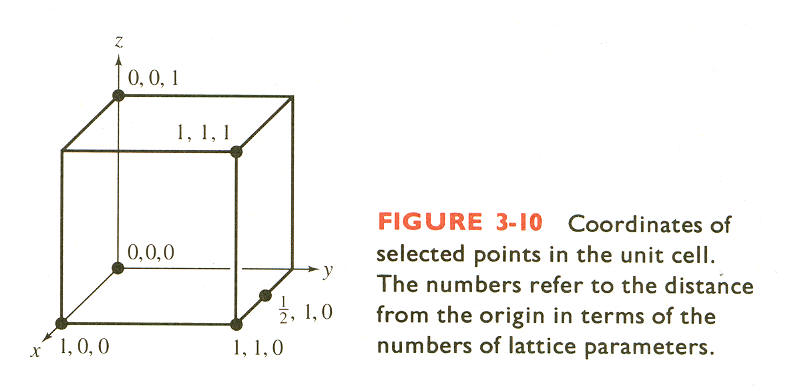 z
0, 0, 1
1, 1, 1
0,0,0
y
1/2, 1, 0
x
1, 0, 0
1, 1,0
FIGURE 3-10 Coordinates of
selected points in the unit cell.
The numbers refer to the distance
from the origin in terms of the
numbers of lattice parameters.